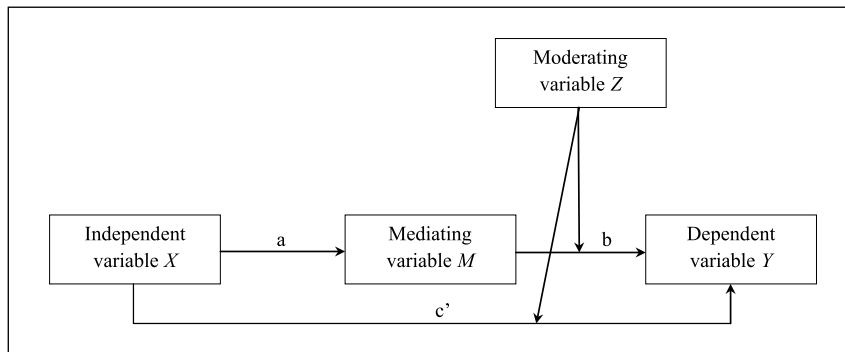 Moderating
variable Z
Independent
variable X
a
Mediating
variable M
b
Dependent
variable Y
c’